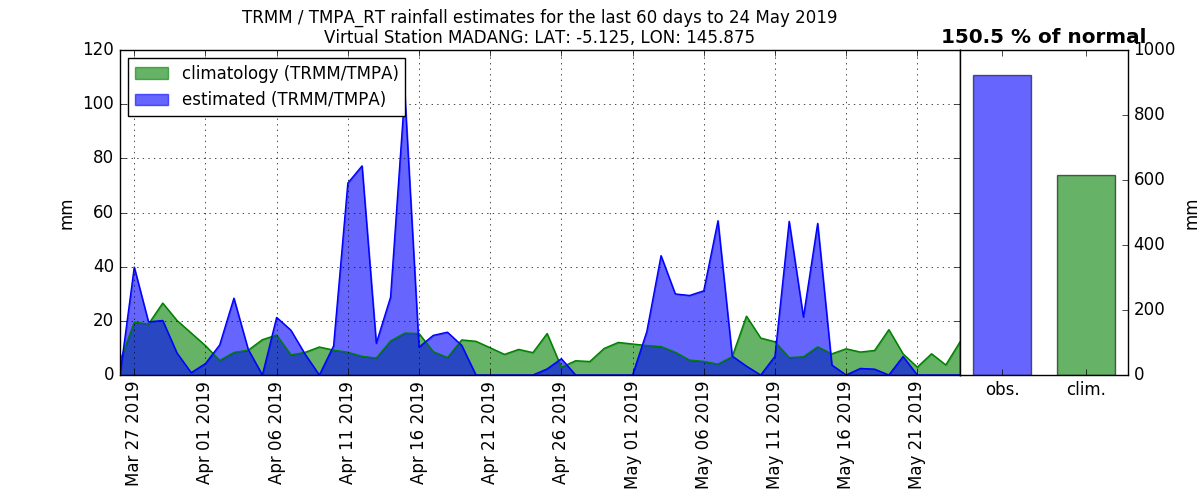 TRMM / TMPA_RT rainfall estimates for the last 60 days to 24 May 2019
Virtual Station MADANG: LAT: -5.125, LON: 145.875
150.5 % of normal
climatology (TRMM/TMPA)
estimated (TRMM/TMPA)
120
100
80
60
40
20
0
mm
Mar 27 2019
Apr 01 2019
Apr 06 2019
Apr 11 2019
Apr 16 2019
Apr 21 2019
Apr 26 2019
May 01 2019
May 06 2019
May 11 2019
May 16 2019
May 21 2019
1000
800
600
400
200
0
mm
obs.
clim.